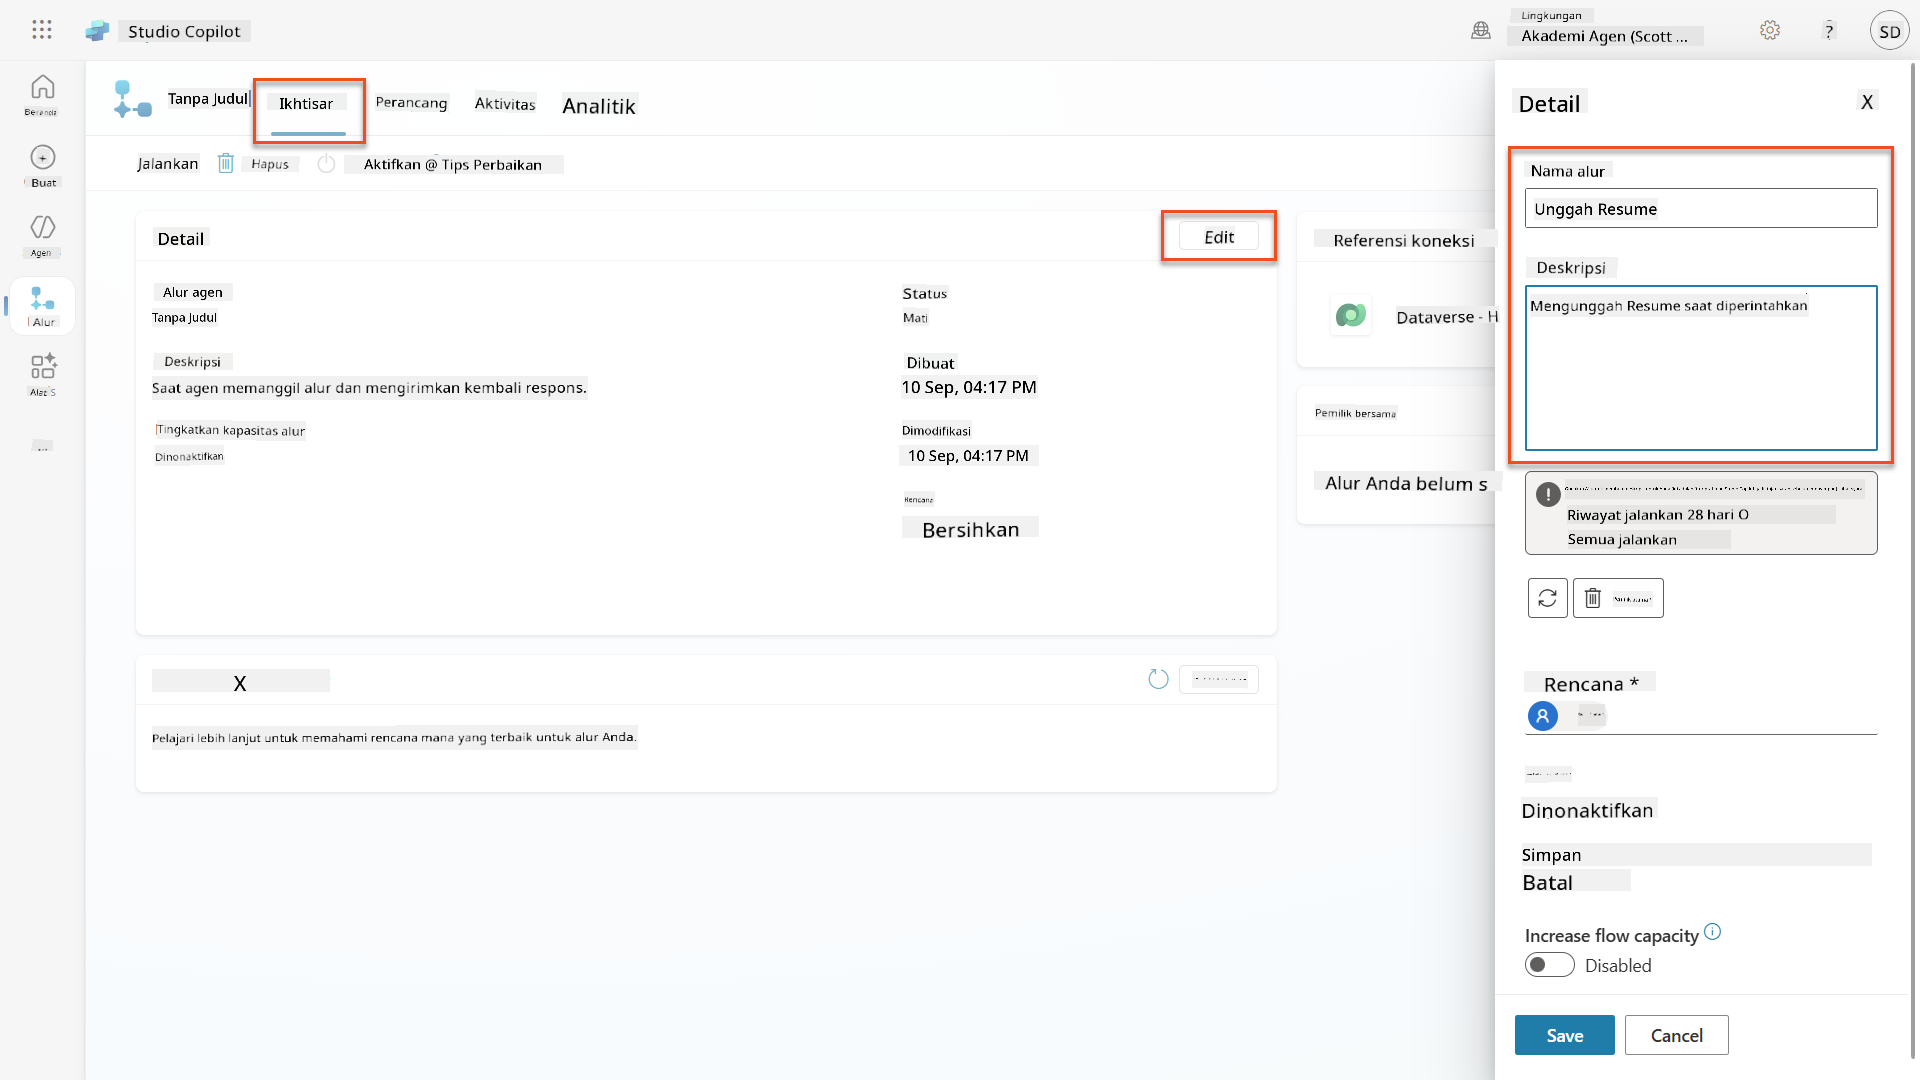 Studio Copilot
Lingkungan
Akademi Agen (Scott ...
?
SD
Beranda
Buat
Agen
Alur
Alat S
...
Tanpa Judul
Ikhtisar
Perancang
Aktivitas
Analitik
Jalankan
Hapus
Aktifkan @ Tips Perbaikan
Detail
Edit
Alur agen
Tanpa Judul
Deskripsi
Saat agen memanggil alur dan mengirimkan kembali respons.
Tingkatkan kapasitas alur
Dinonaktifkan
Status
Mati
Dibuat
10 Sep, 04:17 PM
Dimodifikasi
10 Sep, 04:17 PM
Rencana
Bersihkan
X
Pelajari lebih lanjut untuk memahami rencana mana yang terbaik untuk alur Anda.
Referensi koneksi
Dataverse - H
Pemilik bersama
Alur Anda belum s
Detail
X
Nama alur
Unggah Resume
Deskripsi
Mengunggah Resume saat diperintahkan
Riwayat jalankan 28 hari O
Semua jalankan
Rencana *
Dinonaktifkan
Simpan
Batal
Increase flow capacity
Disabled
Save
Cancel